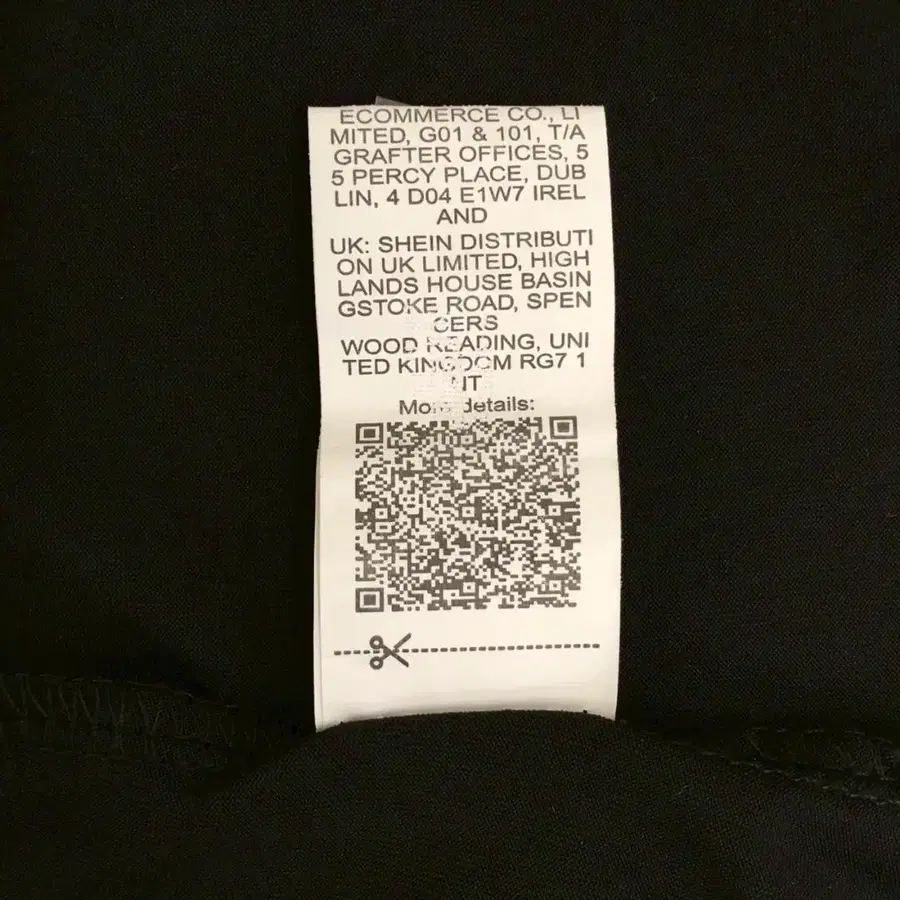 ECOMMERCE CO., LI
MITED, G01 & 101, T/A
GRAFTER OFFICES, 5
5 PERCY PLACE, DUB
LIN, 4 D04 E1W7 IREL
AND
UK: SHEIN DISTRIBUTI
ON UK LIMITED, HIGH
LANDS HOUSE BASIN
GSTOKE ROAD, SPEN
CERS
WOOD READING, UNI
TED KINGDOM RG7 1
NT
More details: